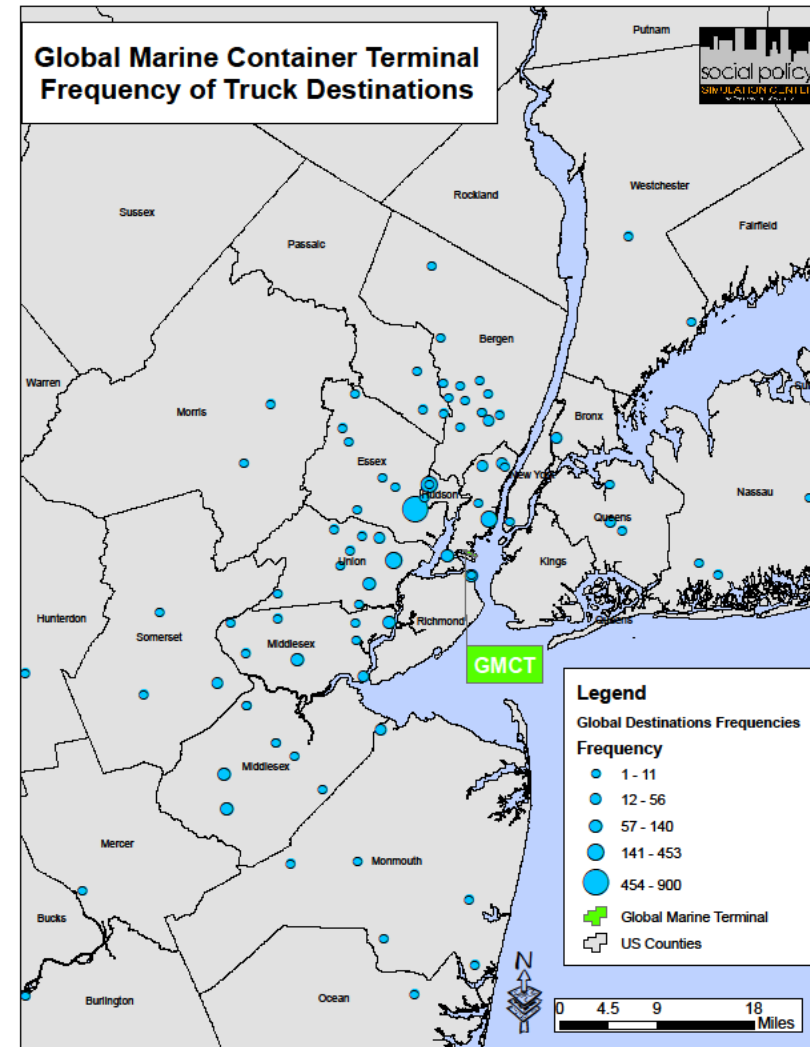 Global Marine Container Terminal
Frequency of Truck Destinations
Putnam
social policy
SIMULATION CENTER
Rockland
Westchester
Sussex
Fairfield
Passaic
Bergen
Warren
Morris
Bronx
Essex
New York
Nassau
Hudson
Queens
Union
Kings
Hunterdon
Richmond
Queens
Somerset
Middlesex
GMCT
Legend
Global Destinations Frequencies
Frequency
1 - 11
12 - 56
57 - 140
141 - 453
454 - 900
Global Marine Terminal
US Counties
Middlesex
Mercer
Monmouth
Bucks
Burlington
Ocean
N
0 4.5 9 18
Miles